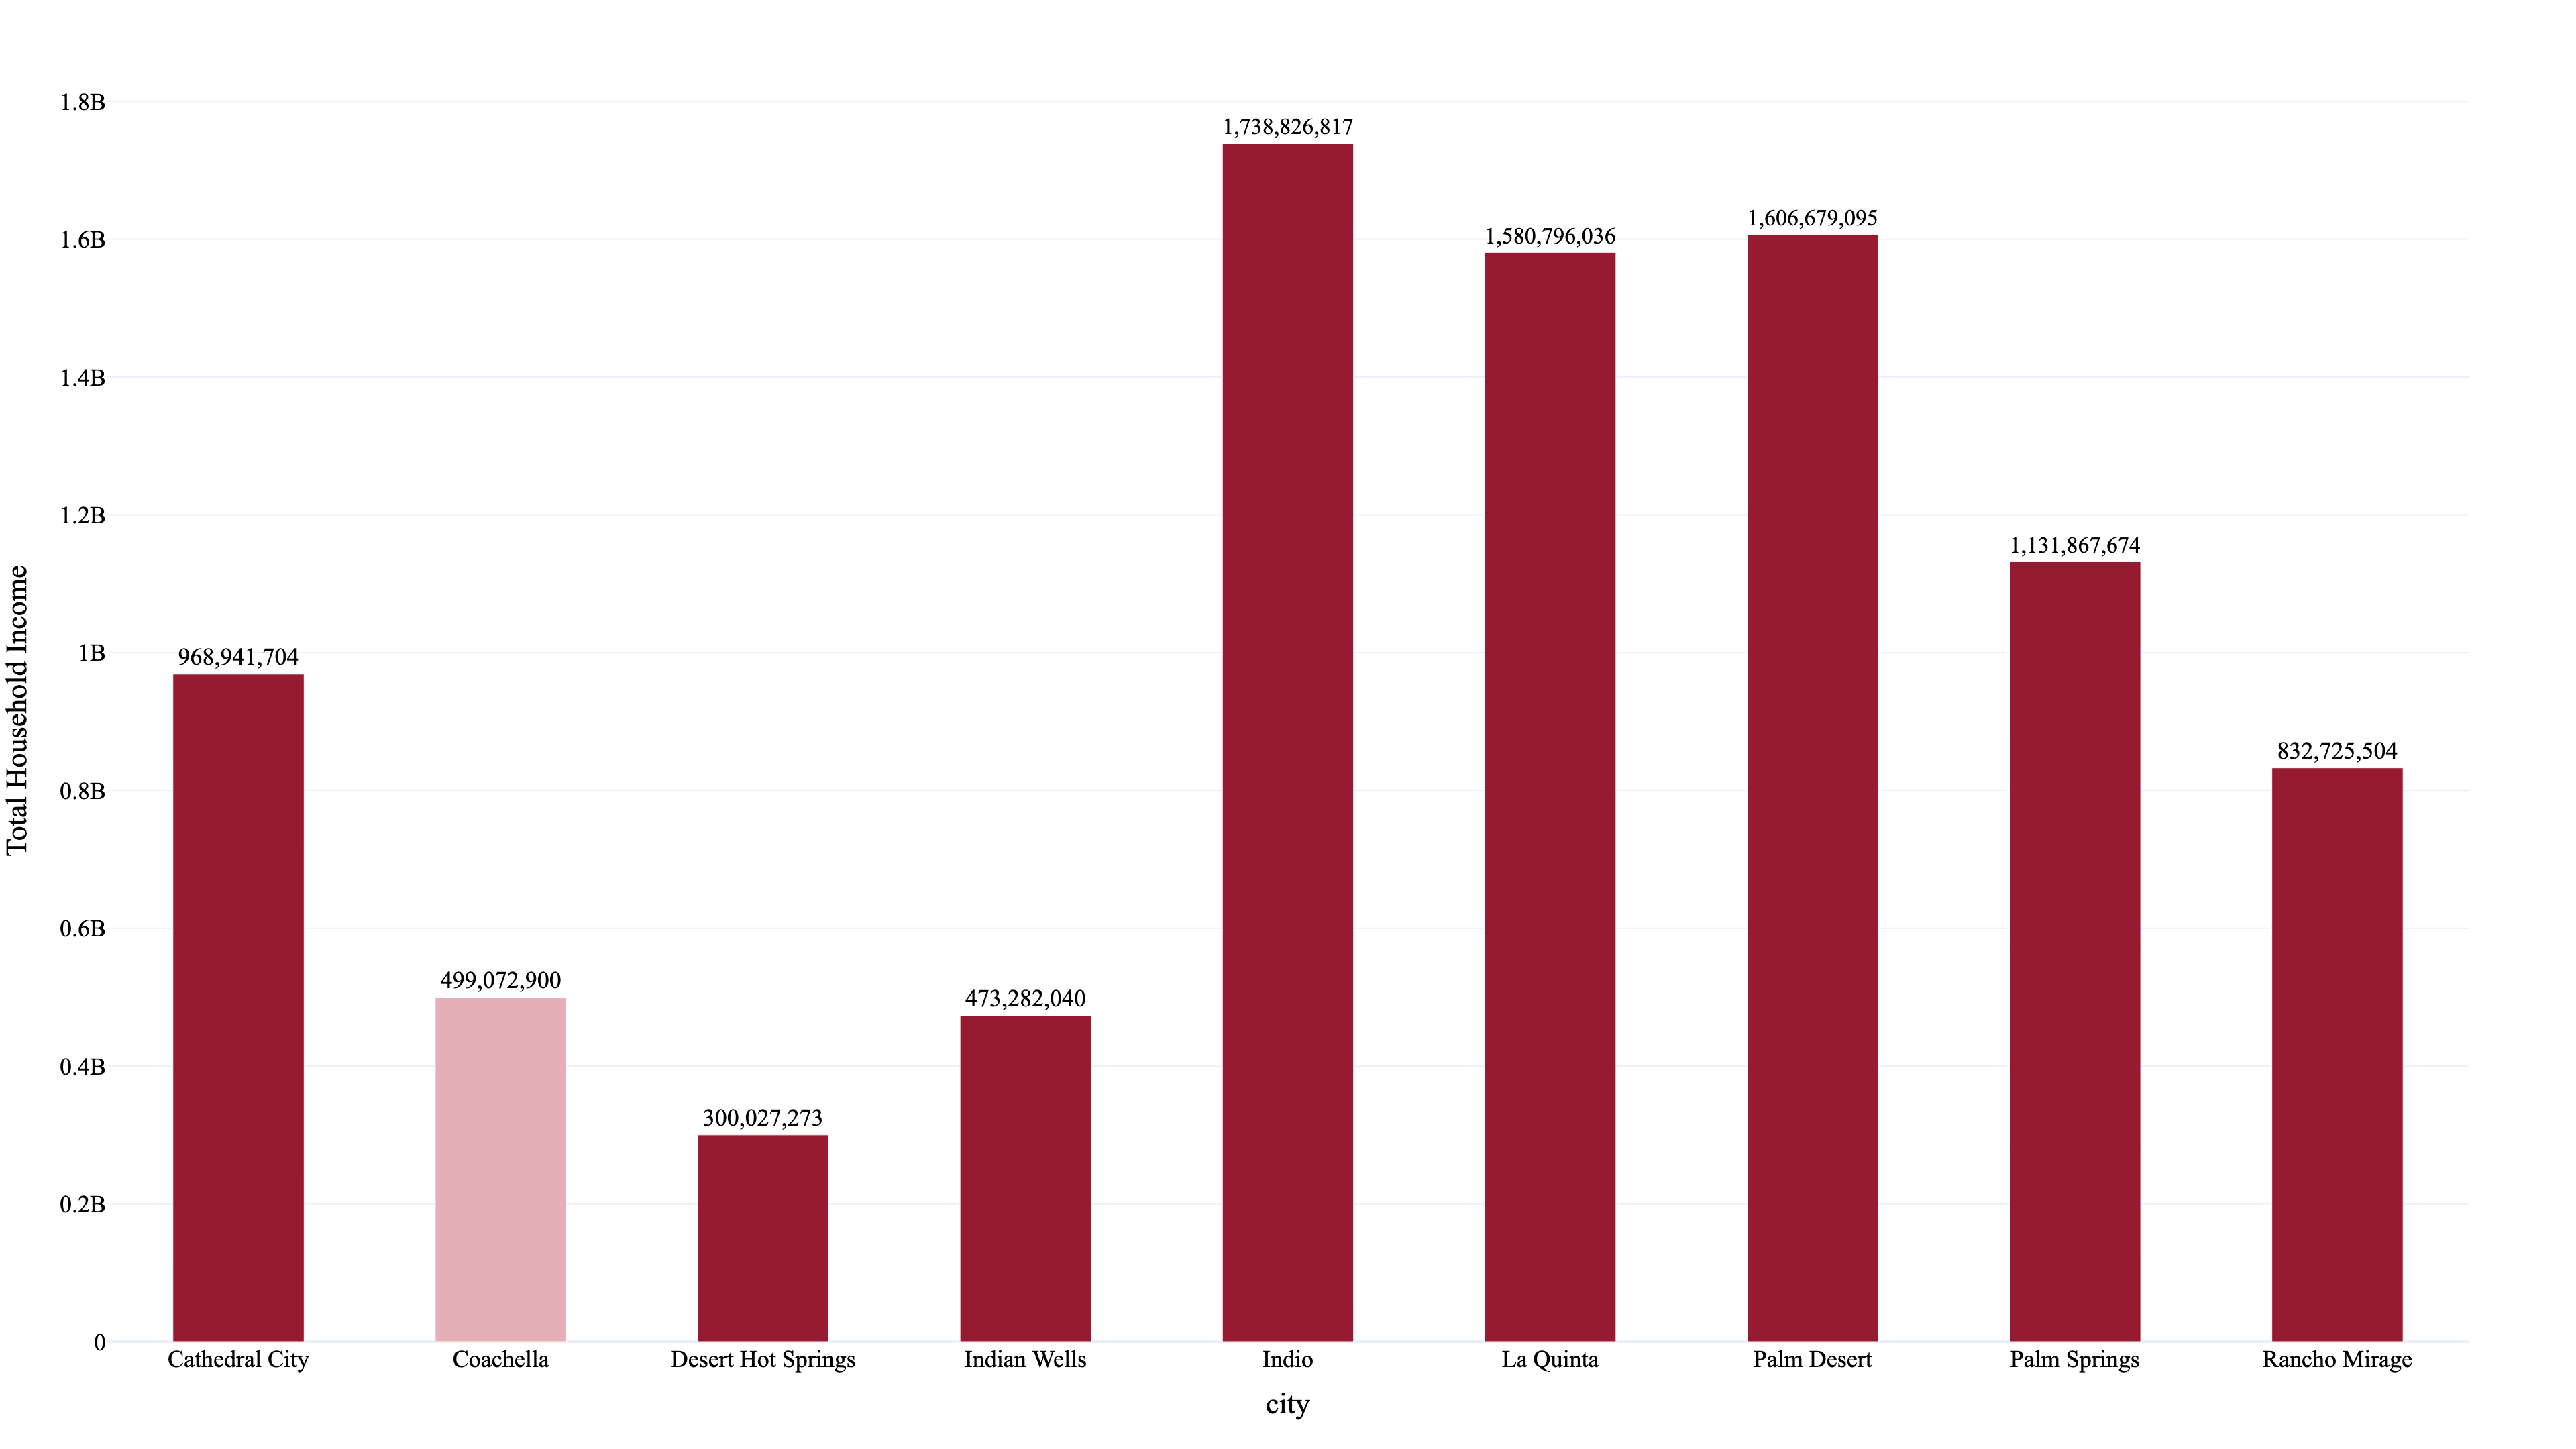 1.8B
1.6B
1.4B
1.2B
1B
0.8B
0.6B
0.4B
0.2B
0
Total Household Income
968,941,704
499,072,900
300,027,273
473,282,040
1,738,826,817
1,580,796,036
1,606,679,095
1,131,867,674
832,725,504
Cathedral City
Coachella
Desert Hot Springs
Indian Wells
Indio
La Quinta
Palm Desert
Palm Springs
Rancho Mirage
city